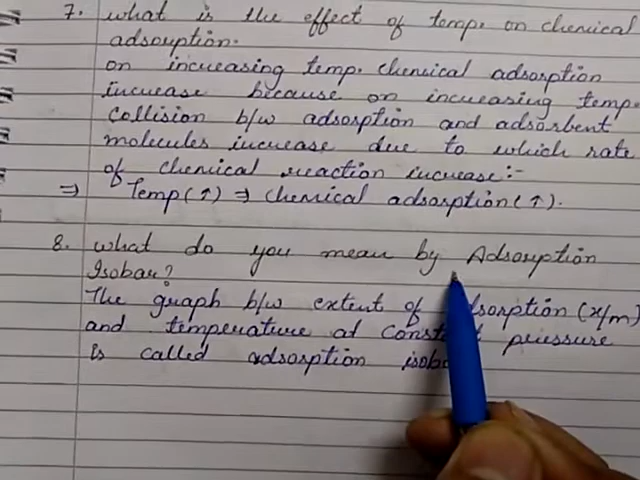 7. what is the effect of temp. on chemical
adsorption.
on increasing temp. chemical adsorption
increase because on increasing temp.
collision b/w adsorption and adsorbent
molecules increase due to which rate
of chemical reaction increase:-
⇒ Temp(↑) ⇒ chemical adsorption(↑).
8. what do you mean by Adsorption
Isobar?
The graph b/w extent of adsorption (x/m)
and temperature at constant pressure
is called adsorption